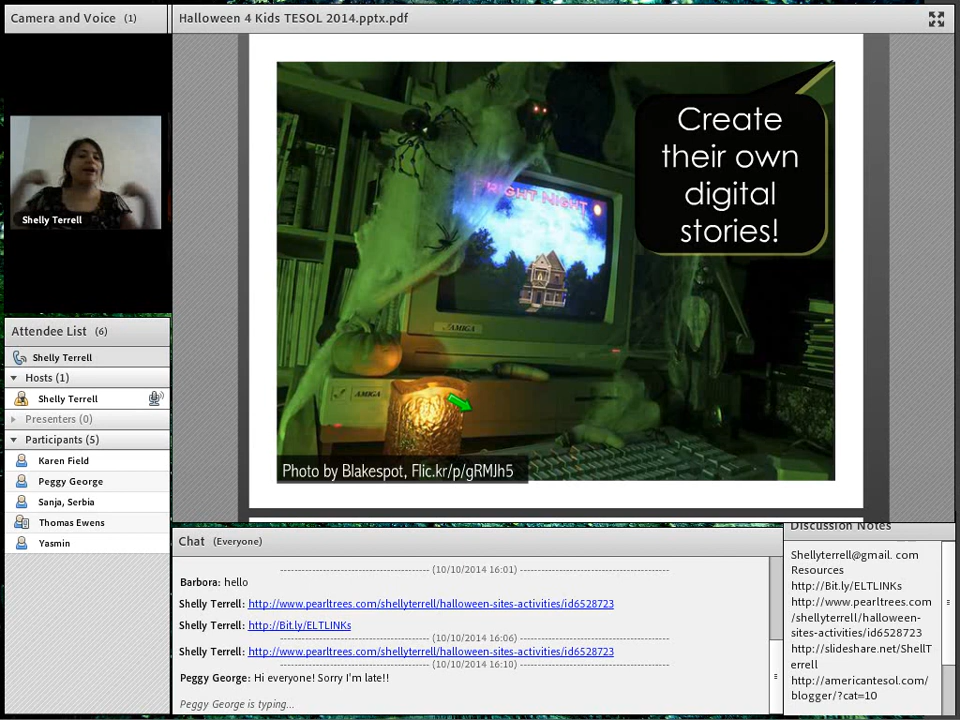 Camera and Voice (1)
Halloween 4 Kids TESOL 2014.pptx.pdf
Shelly Terrell
Create
their own
digital
stories!
FRIGHT NIGHT
AMIGA
AMIGA
Photo by Blakespot, Flic.kr/p/gRMJh5
Attendee List (6)
Shelly Terrell
Hosts (1)
Shelly Terrell
Presenters (0)
Participants (5)
Karen Field
Peggy George
Sanja, Serbia
Thomas Ewens
Yasmin
Chat (Everyone)
(10/10/2014 16:01)
Barbora: hello
Shelly Terrell: http://www.pearltrees.com/shellyterrell/halloween-sites-activities/id6528723
Shelly Terrell: http://Bit.ly/ELTLINKs
(10/10/2014 16:06)
Shelly Terrell: http://www.pearltrees.com/shellyterrell/halloween-sites-activities/id6528723
(10/10/2014 16:10)
Peggy George: Hi everyone! Sorry I'm late!!
Peggy George is typing...
Discussion Notes
Shellyterrell@gmail. com
Resources
http://Bit.ly/ELTLINKs
http://www.pearltrees.com
/shellyterrell/halloween-
sites-activities/id6528723
http://slideshare.net/ShellT
errell
http://americantesol.com/
blogger/?cat=10